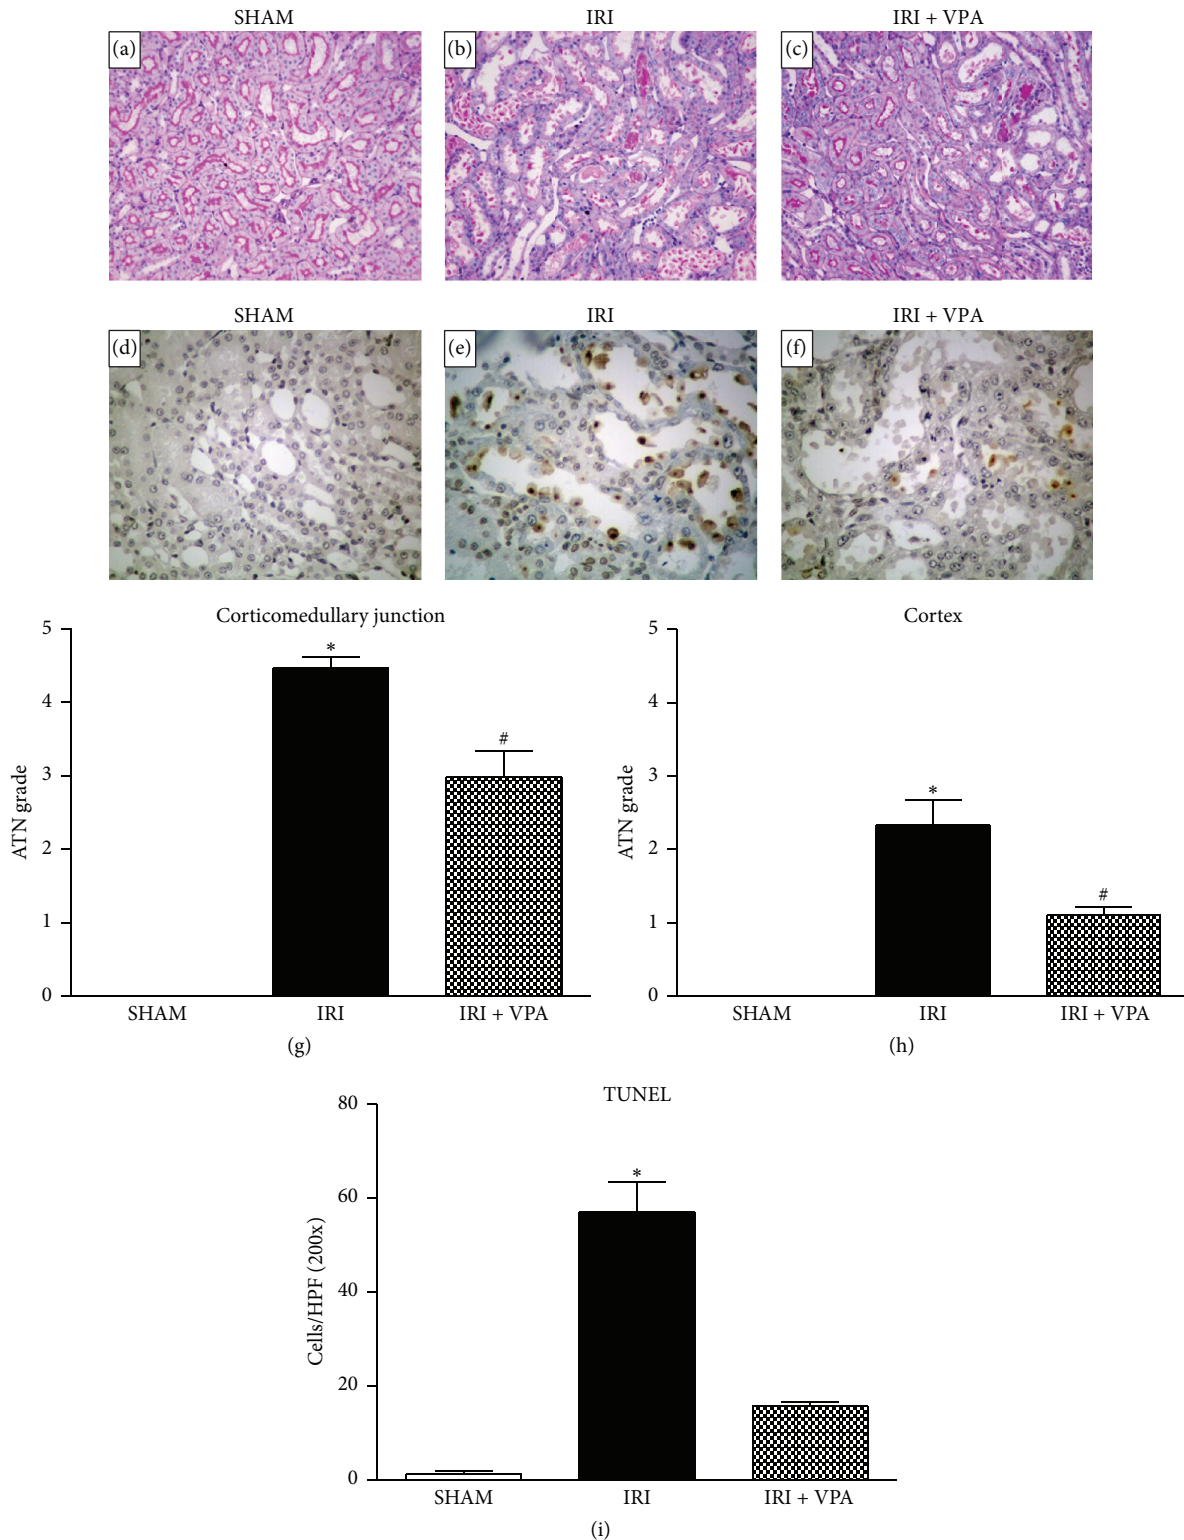 SHAM IRI IRI + VPA
(a) (b) (c)
SHAM IRI IRI + VPA
(d) (e) (f)
Corticomedullary junction
5
4
3
2
1
0
ATN grade
*
#
SHAM IRI IRI + VPA
(g)
Cortex
5
4
3
2
1
0
ATN grade
*
#
SHAM IRI IRI + VPA
(h)
TUNEL
80
60
40
20
0
Cells/HPF (200x)
*
SHAM IRI IRI + VPA
(i)